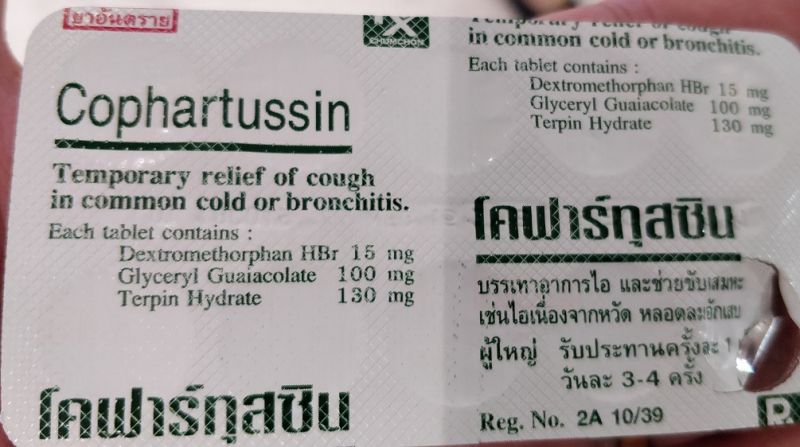 ยาอันตราย
CHUMCHON
Cophartussin
Temporary relief of cough
in common cold or bronchitis.
Each tablet contains :
Dextromethorphan HBr 15 mg
Glyceryl Guaiacolate 100 mg
Terpin Hydrate 130 mg
โคฟาร์ทุสซิน
Temporary relief of cough
in common cold or bronchitis.
Each tablet contains :
Dextromethorphan HBr 15 mg
Glyceryl Guaiacolate 100 mg
Terpin Hydrate 130 mg
โคฟาร์ทุสซิน
บรรเทาอาการไอ และช่วยขับเสมหะ
เช่นไอเนื่องจากหวัด หลอดลมอักเสบ
ผู้ใหญ่ รับประทานครั้งละ 1
วันละ 3-4 ครั้ง
Reg. No. 2A 10/39